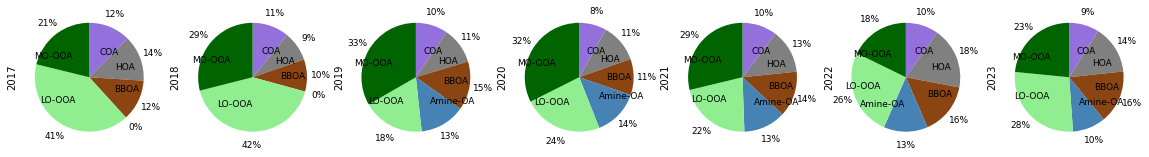 2017
21%
12%
14%
12%
0%
41%
MO-OOA
COA
HOA
BBOA
LO-OOA
2018
29%
11%
9%
10%
0%
42%
MO-OOA
COA
HOA
BBOA
LO-OOA
2019
33%
10%
11%
15%
13%
18%
MO-OOA
COA
HOA
BBOA
Amine-OA
LO-OOA
2020
32%
8%
11%
11%
14%
24%
MO-OOA
COA
HOA
BBOA
Amine-OA
LO-OOA
2021
29%
10%
13%
14%
13%
22%
MO-OOA
COA
HOA
BBOA
Amine-OA
LO-OOA
2022
18%
10%
18%
16%
13%
26%
MO-OOA
COA
HOA
BBOA
Amine-OA
LO-OOA
2023
23%
9%
14%
16%
10%
28%
MO-OOA
COA
HOA
BBOA
Amine-OA
LO-OOA